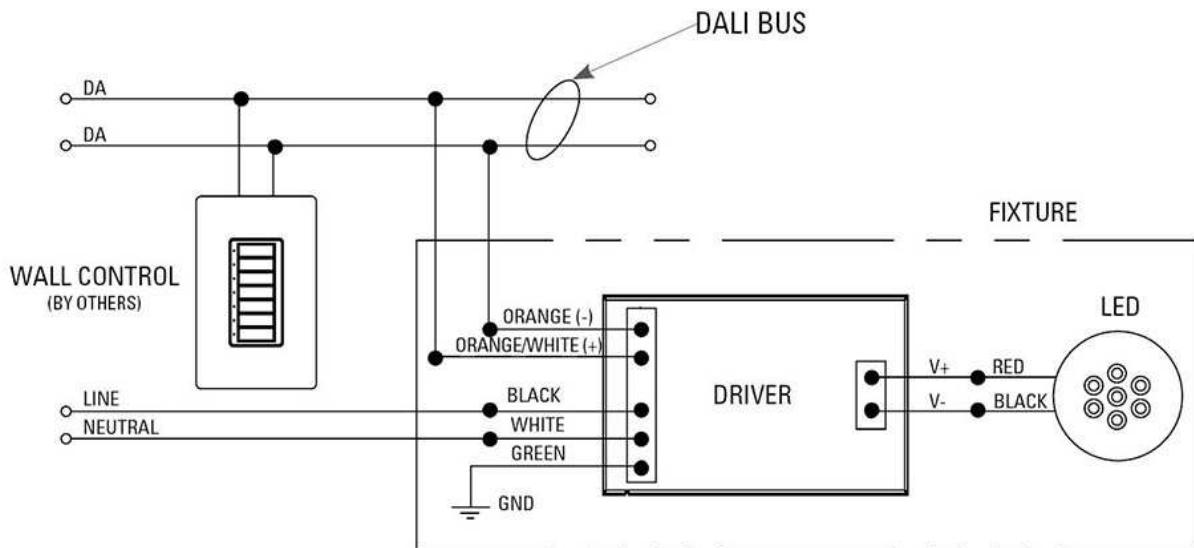 DALI BUS
DA
DA
FIXTURE
WALL CONTROL
(BY OTHERS)
ORANGE (-)
ORANGE/WHITE (+)
LED
DRIVER
V+
RED
V-
BLACK
LINE
BLACK
NEUTRAL
WHITE
GREEN
GND